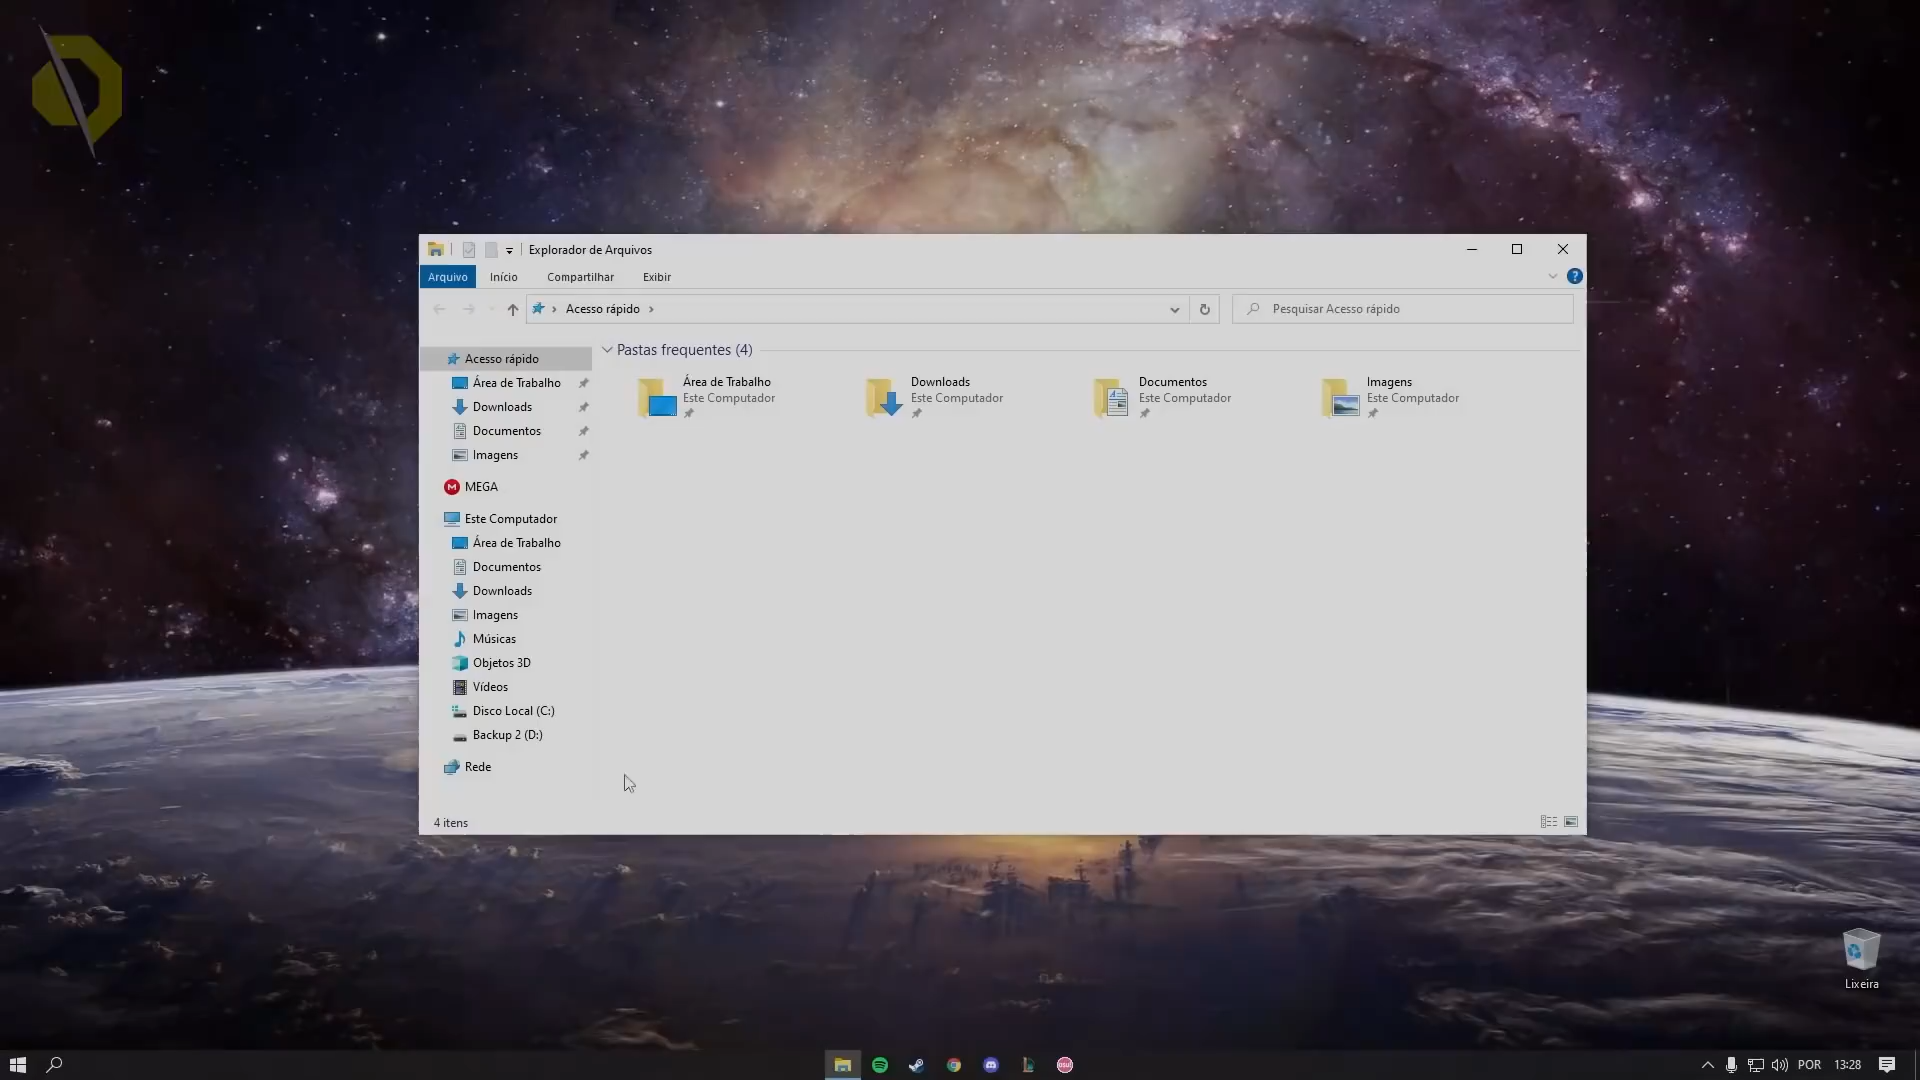 Explorador de Arquivos
Arquivo Início Compartilhar Exibir
Acesso rápido
Pesquisar Acesso rápido
Acesso rápido
Área de Trabalho
Downloads
Documentos
Imagens
MEGA
Este Computador
Área de Trabalho
Documentos
Downloads
Imagens
Músicas
Objetos 3D
Vídeos
Disco Local (C:)
Backup 2 (D:)
Rede
Pastas frequentes (4)
Área de Trabalho
Este Computador
Downloads
Este Computador
Documentos
Este Computador
Imagens
Este Computador
4 itens
Lixeira
osu!
POR 13:28